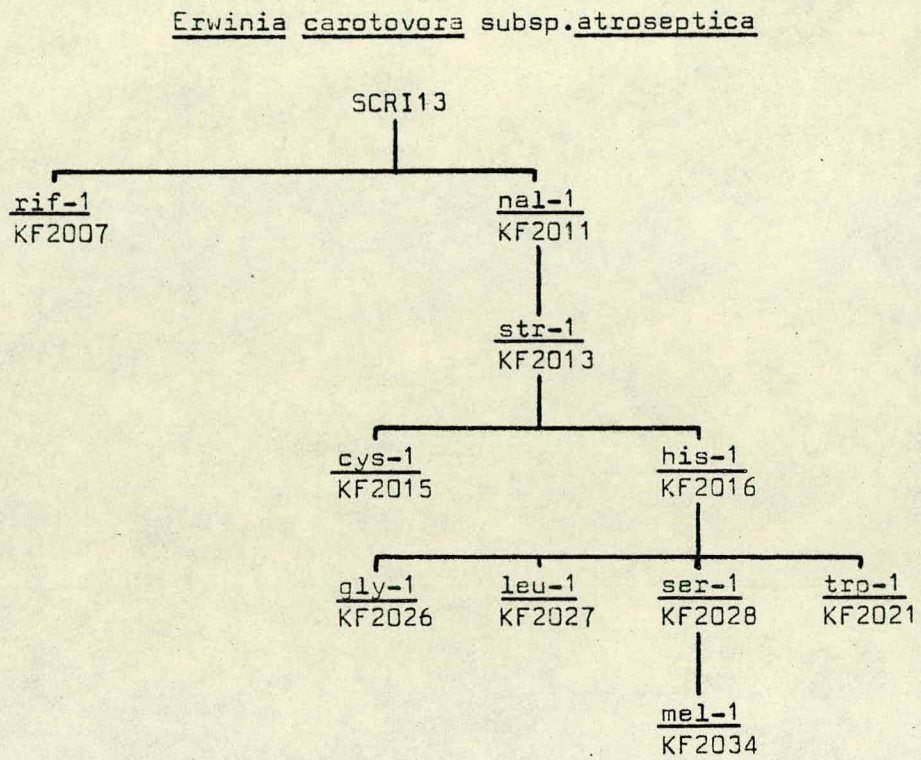 Erwinia carotovora subsp.atroseptica
SCRI13
rif-1
KF2007
nal-1
KF2011
str-1
KF2013
cys-1
KF2015
his-1
KF2016
gly-1
KF2026
leu-1
KF2027
ser-1
KF2028
trp-1
KF2021
mel-1
KF2034